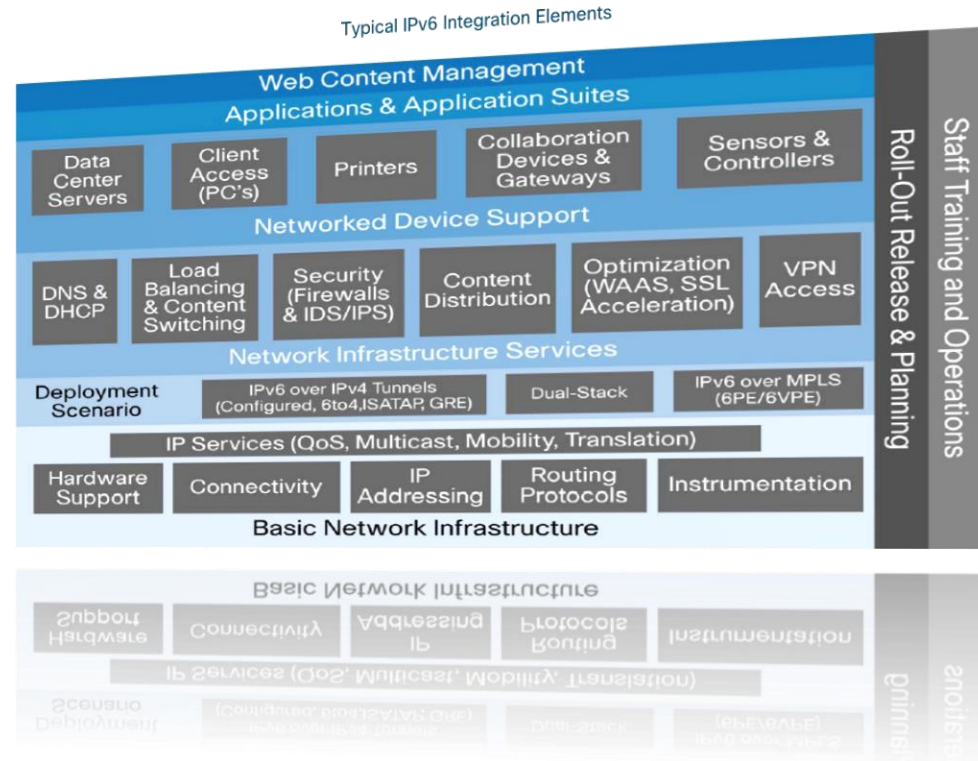 Typical IPv6 Integration Elements
Web Content Management
Applications & Application Suites
Data
Center
Servers
Client
Access
(PC's)
Printers
Collaboration
Devices &
Gateways
Sensors &
Controllers
Networked Device Support
DNS &
DHCP
Load
Balancing
& Content
Switching
Security
(Firewalls
& IDS/IPS)
Content
Distribution
Optimization
(WAAS, SSL
Acceleration)
VPN
Access
Network Infrastructure Services
Deployment
Scenario
IPv6 over IPv4 Tunnels
(Configured, 6to4,ISATAP, GRE)
Dual-Stack
IPv6 over MPLS
(6PE/6VPE)
IP Services (QoS, Multicast, Mobility, Translation)
Hardware
Support
Connectivity
IP
Addressing
Routing
Protocols
Instrumentation
Basic Network Infrastructure
Roll-Out Release & Planning
Staff Training and Operations